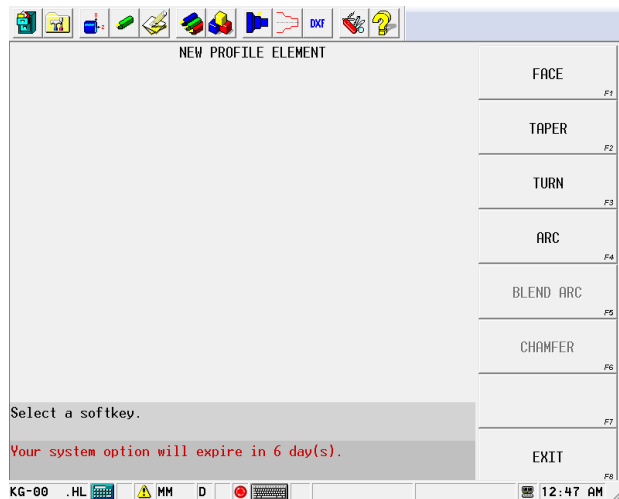 DXF
NEW PROFILE ELEMENT
FACE
F1
TAPER
F2
TURN
F3
ARC
F4
BLEND ARC
F5
CHAMFER
F6
F7
Select a softkey.
Your system option will expire in 6 day(s).
EXIT
F8
KG-00 .HL MM D 12:47 AM